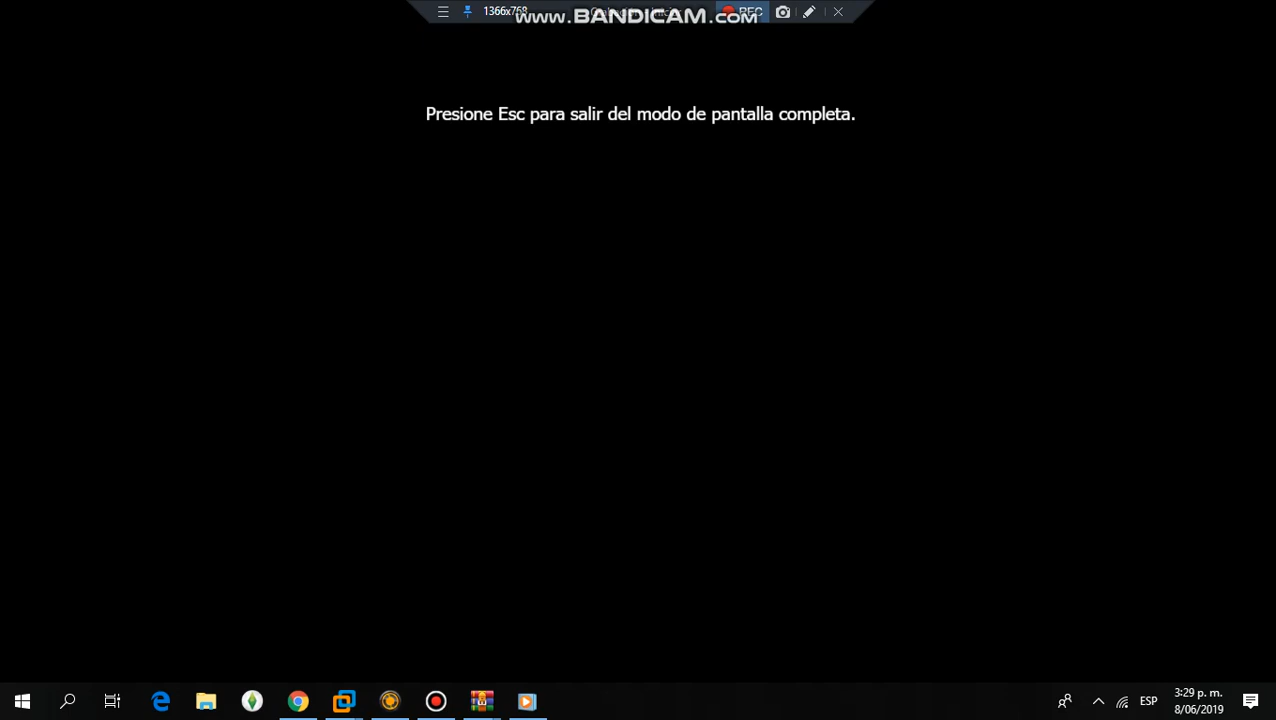 1366x768
www.BANDICAM.com
REC
Presione Esc para salir del modo de pantalla completa.
ESP
3:29 p. m.
8/06/2019